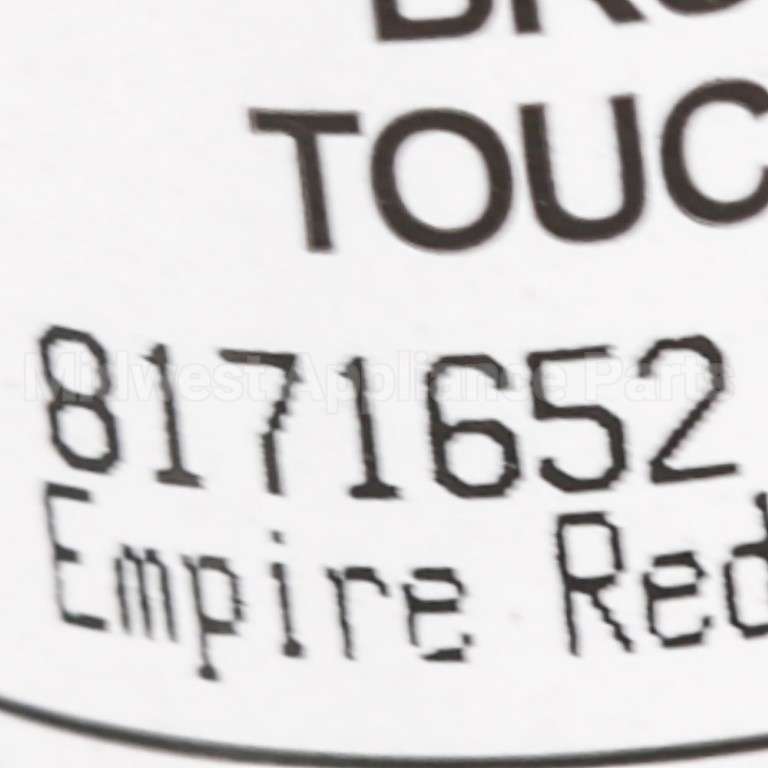 TOUC
8171652
Midwest Appliance Parts
Empire Red